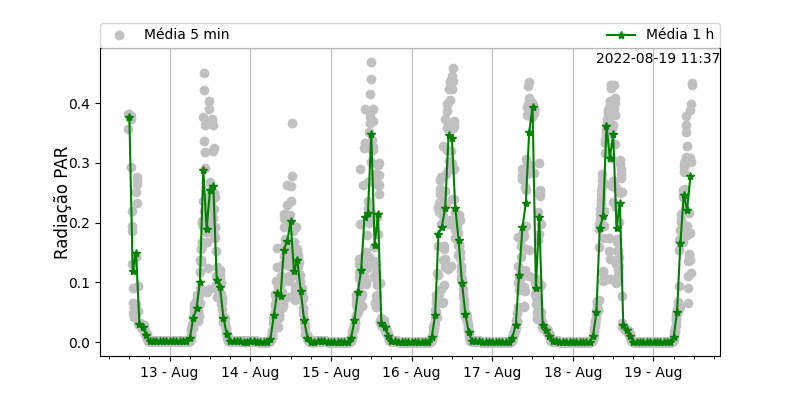 Média 5 min
Média 1 h
2022-08-19 11:37
Radiação PAR
0.4
0.3
0.2
0.1
0.0
13 - Aug
14 - Aug
15 - Aug
16 - Aug
17 - Aug
18 - Aug
19 - Aug